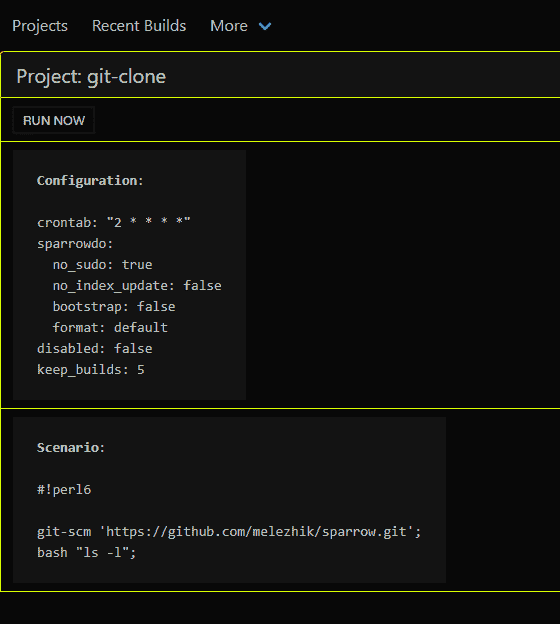 Projects Recent Builds More
Project: git-clone
RUN NOW
Configuration:
crontab: "2 * * * *"
sparrowdo:
  no_sudo: true
  no_index_update: false
  bootstrap: false
  format: default
disabled: false
keep_builds: 5
Scenario:
#!perl6
git-scm 'https://github.com/melezhik/sparrow.git';
bash "ls -l";